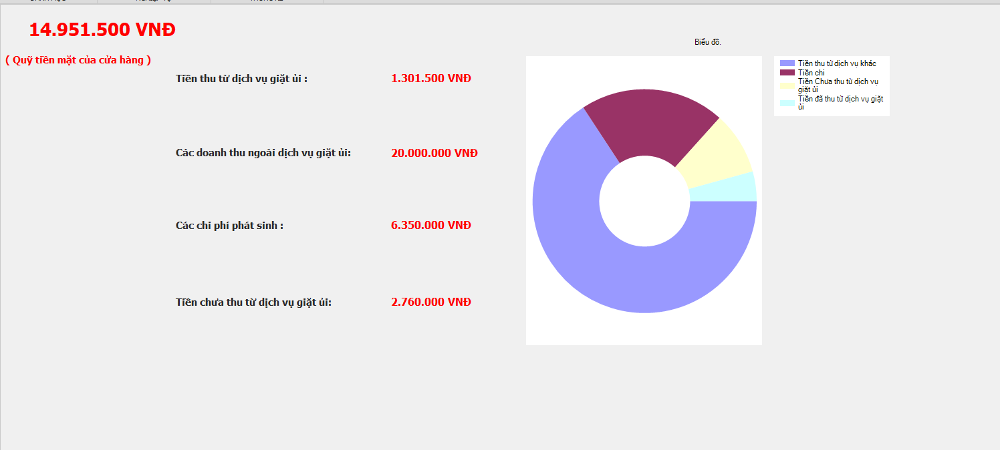 14.951.500 VNĐ
Biểu đồ.
( Quỹ tiền mặt của cửa hàng )
Tiền thu từ dịch vụ giặt ủi : 1.301.500 VNĐ
Các doanh thu ngoài dịch vụ giặt ủi: 20.000.000 VNĐ
Các chi phí phát sinh : 6.350.000 VNĐ
Tiền chưa thu từ dịch vụ giặt ủi: 2.760.000 VNĐ
Tiền thu từ dịch vụ khác
Tiền chi
Tiền Chưa thu từ dịch vụ
giặt ủi
Tiền đã thu từ dịch vụ giặt
ủi